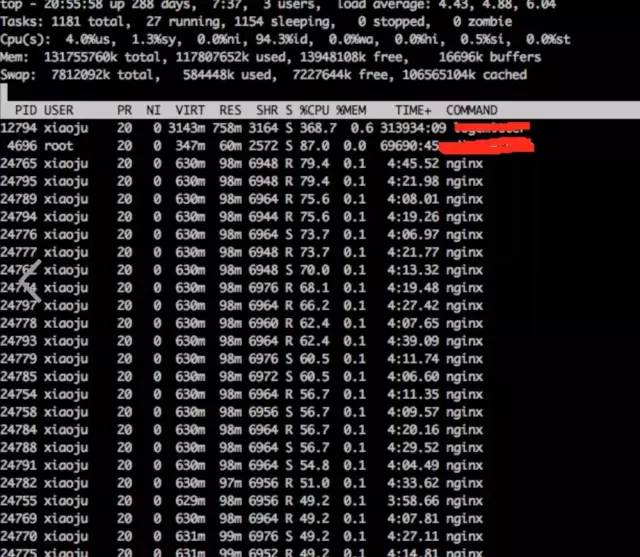 top - 20:55:58 up 288 days, 7:37, 3 users, load average: 4.43, 4.88, 6.04
Tasks: 1181 total, 27 running, 1154 sleeping, 0 stopped, 0 zombie
Cpu(s): 4.0%us, 1.3%sy, 0.0%ni, 94.3%id, 0.0%wa, 0.0%hi, 0.5%si, 0.0%st
Mem: 131755760k total, 117807652k used, 13948108k free, 16696k buffers
Swap: 7812092k total, 584448k used, 7227644k free, 106565104k cached
PID USER PR NI VIRT RES SHR S %CPU %MEM TIME+ COMMAND
12794 xiaoju 20 0 3143m 758m 3164 S 368.7 0.6 313934:09
4696 root 20 0 347m 60m 2572 S 87.0 0.0 69690:45
24765 xiaoju 20 0 630m 98m 6948 R 79.4 0.1 4:45.52 nginx
24795 xiaoju 20 0 630m 98m 6948 R 79.4 0.1 4:21.98 nginx
24789 xiaoju 20 0 630m 98m 6964 R 75.6 0.1 4:08.01 nginx
24794 xiaoju 20 0 630m 98m 6944 R 75.6 0.1 4:19.26 nginx
24776 xiaoju 20 0 630m 98m 6964 S 73.7 0.1 4:06.97 nginx
24777 xiaoju 20 0 630m 98m 6948 R 73.7 0.1 4:21.77 nginx
xiaoju 20 0 630m 98m 6948 S 70.0 0.1 4:13.32 nginx
xiaoju 20 0 630m 98m 6976 R 68.1 0.1 4:19.48 nginx
24797 xiaoju 20 0 630m 98m 6964 R 66.2 0.1 4:27.42 nginx
24778 xiaoju 20 0 630m 98m 6960 R 62.4 0.1 4:07.65 nginx
24793 xiaoju 20 0 630m 98m 6964 R 62.4 0.1 4:39.09 nginx
24779 xiaoju 20 0 630m 98m 6976 S 60.5 0.1 4:11.74 nginx
24785 xiaoju 20 0 630m 98m 6972 S 60.5 0.1 4:06.60 nginx
24754 xiaoju 20 0 630m 98m 6964 R 56.7 0.1 4:11.35 nginx
24758 xiaoju 20 0 630m 98m 6956 S 56.7 0.1 4:09.57 nginx
24784 xiaoju 20 0 630m 98m 6964 R 56.7 0.1 4:20.16 nginx
24788 xiaoju 20 0 630m 98m 6964 S 56.7 0.1 4:29.52 nginx
24791 xiaoju 20 0 630m 98m 6964 S 54.8 0.1 4:04.49 nginx
24782 xiaoju 20 0 630m 97m 6956 R 51.0 0.1 4:33.62 nginx
24755 xiaoju 20 0 629m 98m 6956 S 49.2 0.1 3:58.66 nginx
24769 xiaoju 20 0 630m 98m 6964 S 49.2 0.1 4:07.81 nginx
24770 xiaoju 20 0 631m 99m 6976 S 49.2 0.1 4:27.11 nginx
24775 xiaoju 20 0 631m 99m 6952 R 49.2 0.1 4:14.81 nginx